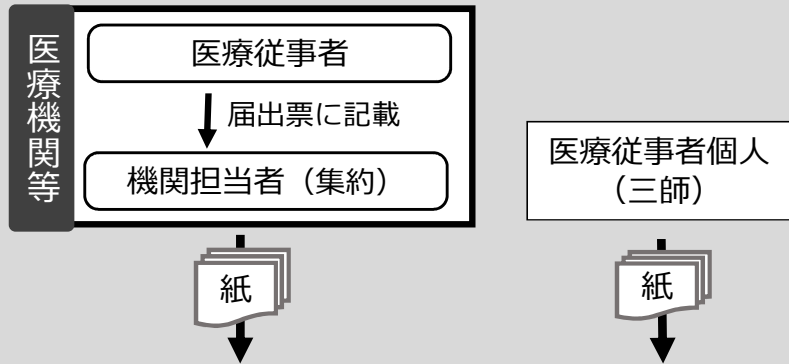 医療機関等
医療従事者
届出票に記載
機関担当者（集約）
紙
医療従事者個人
（三師）
紙